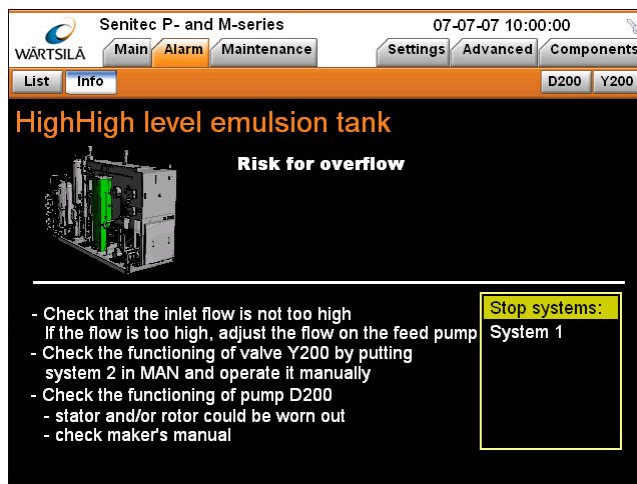 Senitec P- and M-series 07-07-07 10:00:00
WÄRTSILÄ Main Alarm Maintenance Settings Advanced Components
List Info D200 Y200
HighHigh level emulsion tank
Risk for overflow
- Check that the inlet flow is not too high
If the flow is too high, adjust the flow on the feed pump
- Check the functioning of valve Y200 by putting
system 2 in MAN and operate it manually
- Check the functioning of pump D200
- stator and/or rotor could be worn out
- check maker's manual
Stop systems:
System 1